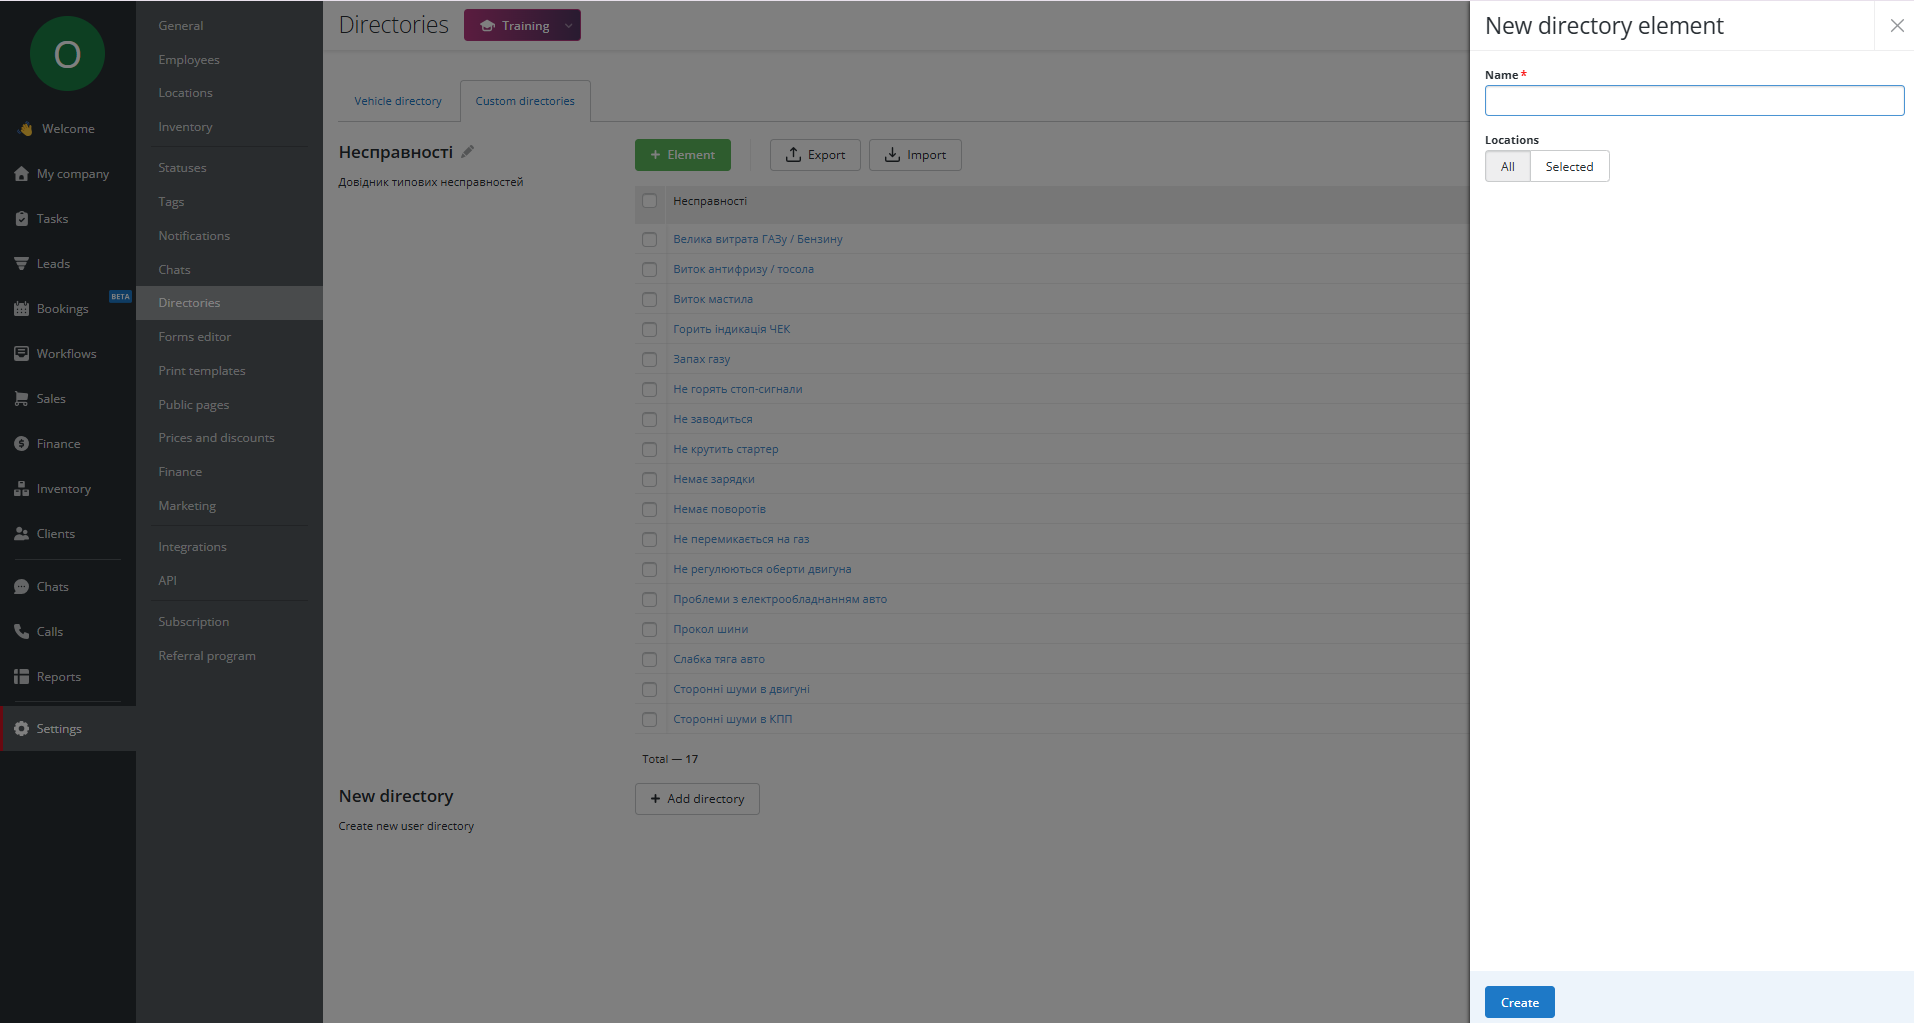 O
Welcome
My company
Tasks
Leads
Bookings
BETA
Workflows
Sales
Finance
Inventory
Clients
Chats
Calls
Reports
Settings
General
Employees
Locations
Inventory
Statuses
Tags
Notifications
Chats
Directories
Forms editor
Print templates
Public pages
Prices and discounts
Finance
Marketing
Integrations
API
Subscription
Referral program
Directories
Training
Vehicle directory
Custom directories
Несправності
Довідник типових несправностей
+ Element
Export
Import
Несправності
Велика витрата ГАЗу / Бензину
Виток антифризу / тосола
Виток мастила
Горить індикація ЧЕК
Запах газу
Не горять стоп-сигнали
Не заводиться
Не крутить стартер
Немає зарядки
Немає поворотів
Не перемикається на газ
Не регулюються оберти двигуна
Проблеми з електрообладнанням авто
Прокол шини
Слабка тяга авто
Сторонні шуми в двигуні
Сторонні шуми в КПП
Total — 17
New directory
Create new user directory
+ Add directory
New directory element
Name *
Locations
All
Selected
Create